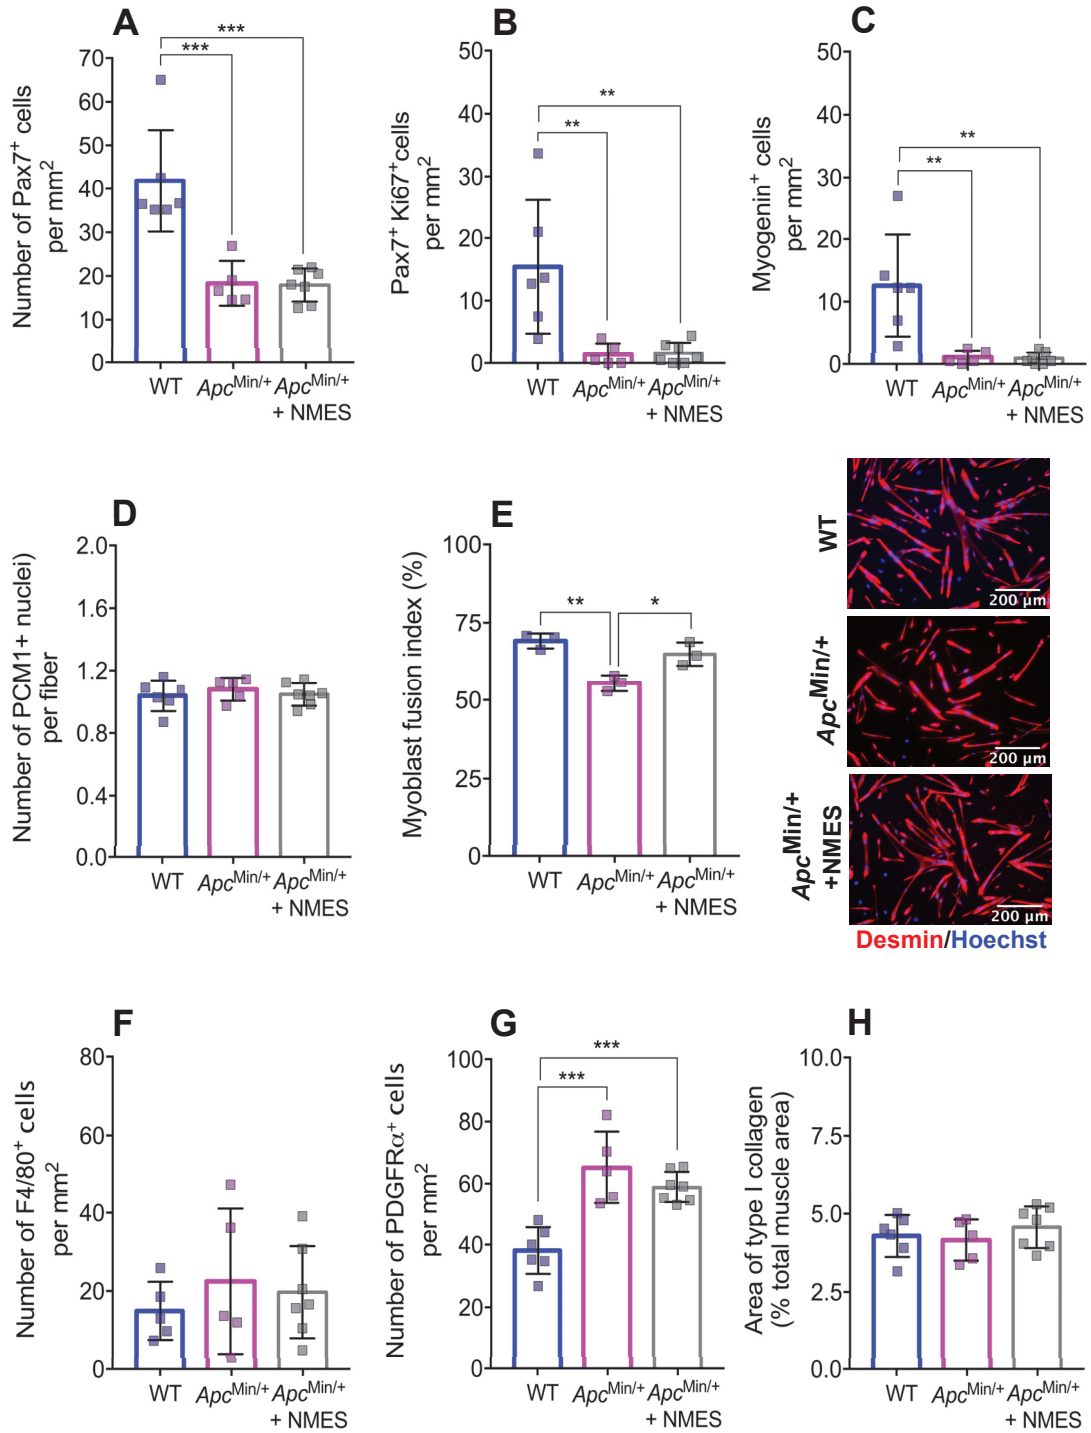 A
Number of Pax7+ cells
per mm2
70
60
50
40
30
20
10
0
***
***
WT
ApcMin/+
ApcMin/+
+ NMES
B
Pax7+ Ki67+cells
per mm2
50
40
30
20
10
0
**
**
WT
ApcMin/+
ApcMin/+
+ NMES
C
Myogenin+ cells
per mm2
50
40
30
20
10
0
**
**
WT
ApcMin/+
ApcMin/+
+ NMES
D
Number of PCM1+ nuclei)
per fiber
2.0
1.6
1.2
0.8
0.4
0.0
WT
ApcMin/+
ApcMin/+
+ NMES
E
Myoblast fusion index (%)
100
75
50
25
0
**
*
WT
ApcMin/+
ApcMin/+
+ NMES
WT
200 µm
ApcMin/+
200 µm
ApcMin/+
+NMES
200 µm
Desmin/Hoechst
F
Number of F4/80+ cells
per mm2
80
60
40
20
0
WT
ApcMin/+
ApcMin/+
+ NMES
G
Number of PDGFRα+ cells
per mm2
100
80
60
40
20
0
***
***
WT
ApcMin/+
ApcMin/+
+ NMES
H
Area of type I collagen
(% total muscle area)
10.0
7.5
5.0
2.5
0.0
WT
ApcMin/+
ApcMin/+
+ NMES